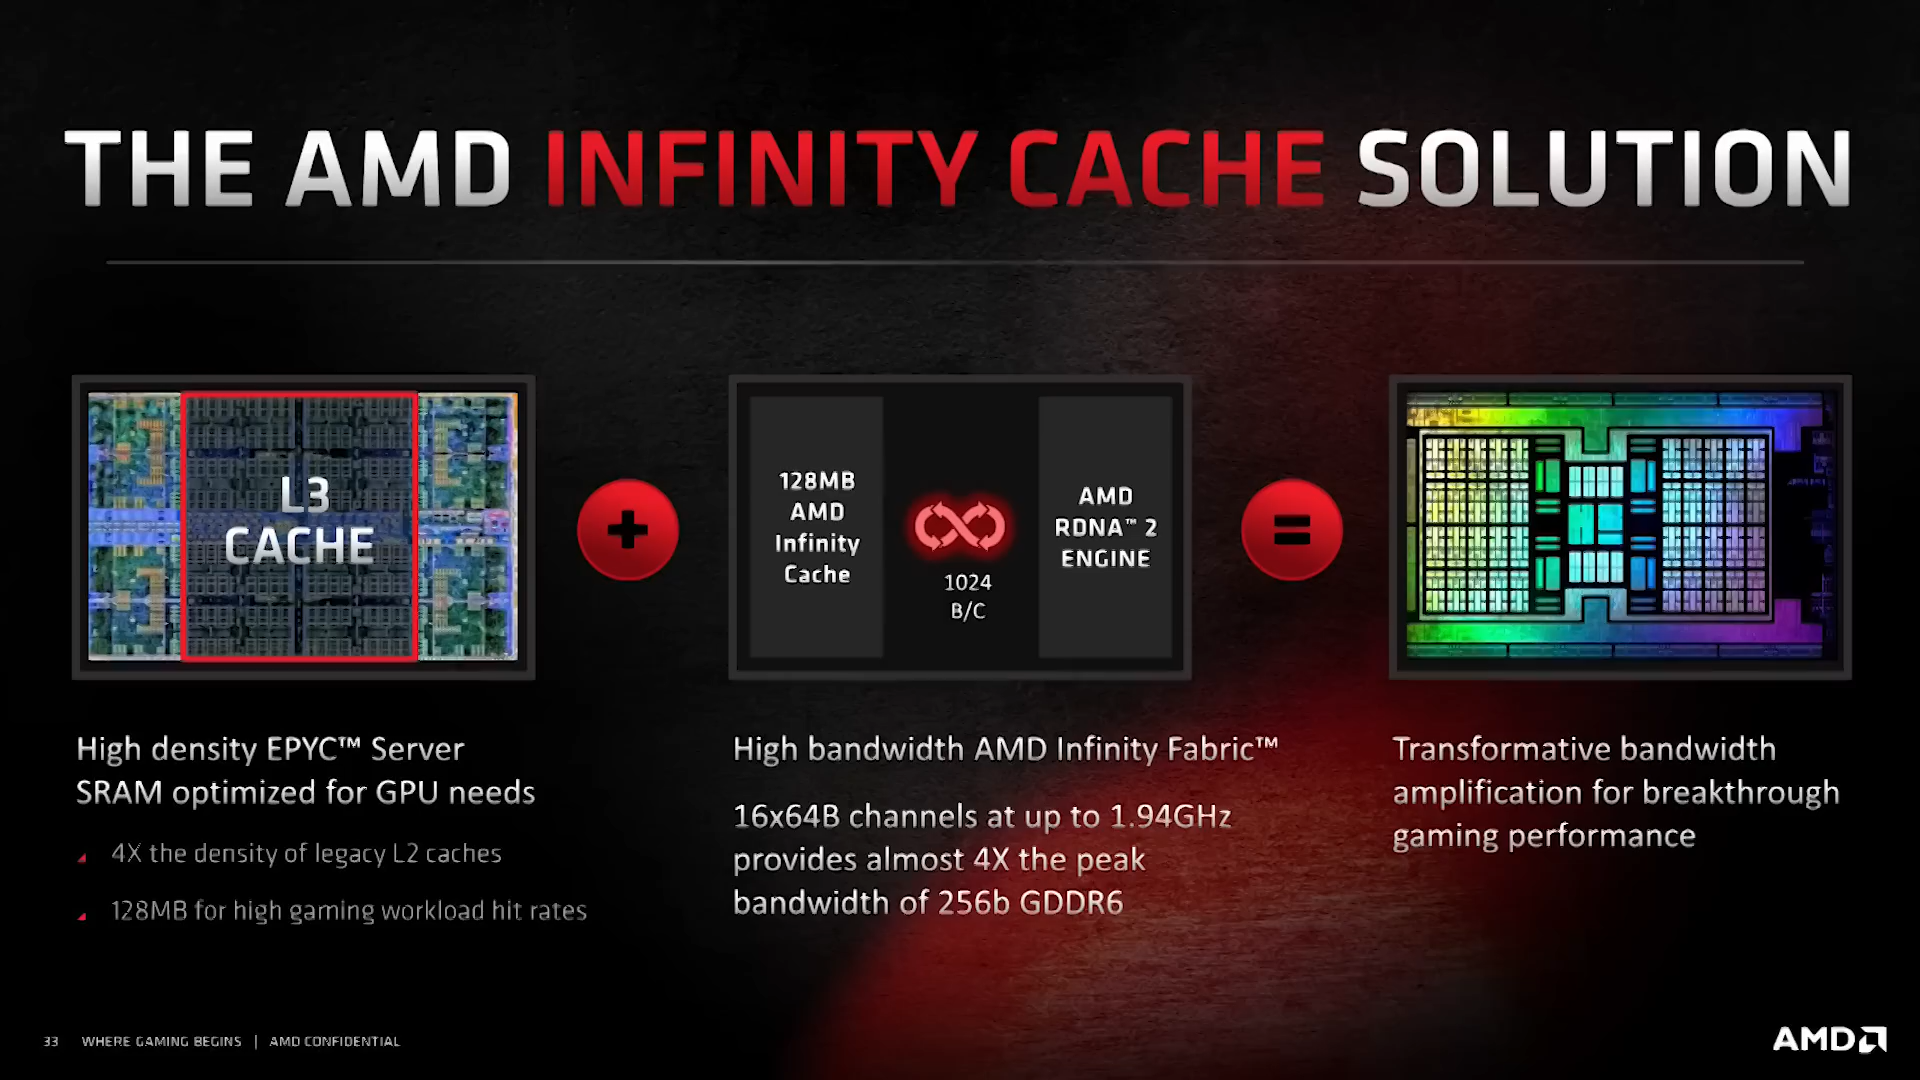 THE AMD INFINITY CACHE SOLUTION
L3
CACHE
+
128MB
AMD
Infinity
Cache
1024
B/C
AMD
RDNA™ 2
ENGINE
=
High density EPYC™ Server
SRAM optimized for GPU needs
4X the density of legacy L2 caches
128MB for high gaming workload hit rates
High bandwidth AMD Infinity Fabric™
16x64B channels at up to 1.94GHz
provides almost 4X the peak
bandwidth of 256b GDDR6
Transformative bandwidth
amplification for breakthrough
gaming performance
33 WHERE GAMING BEGINS | AMD CONFIDENTIAL
AMD